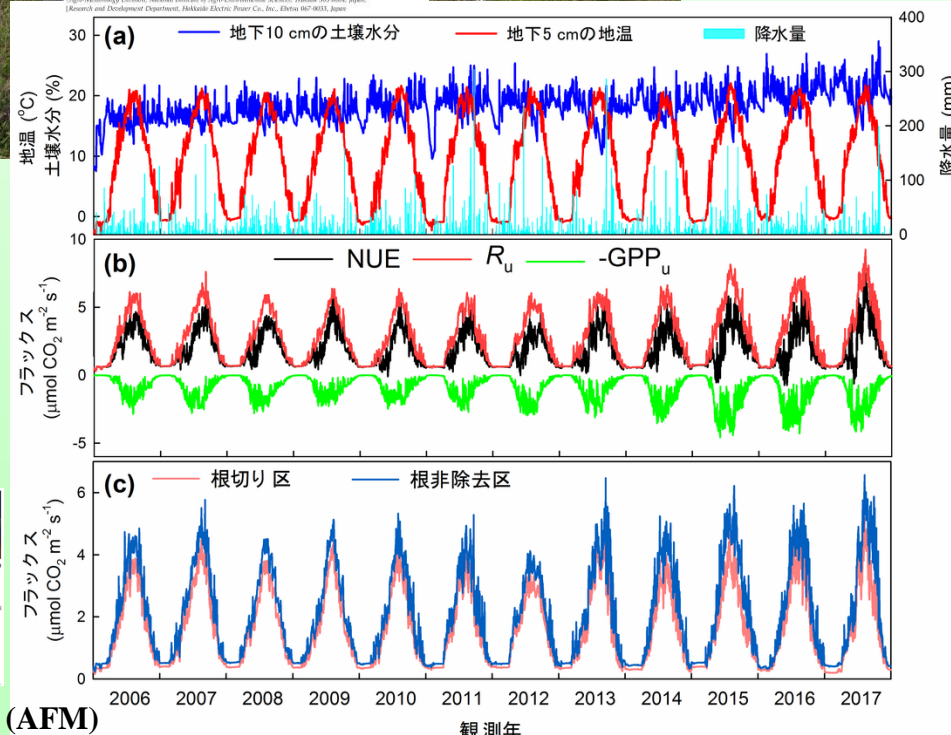 Research and Development Department, Hokkaido Electric Power Co., Inc., Ebetsu 067-0033, Japan
(a)
地下10 cmの土壌水分
地下5 cmの地温
降水量
地温 (°C)
土壌水分 (%)
30
20
10
0
400
300
200
100
0
降水量 (mm)
(b)
NUE
Ru
-GPPu
フラックス
(μmol CO2 m-2 s-1)
10
5
0
-5
(c)
根切り区
根非除去区
フラックス
(μmol CO2 m-2 s-1)
6
4
2
0
2006 2007 2008 2009 2010 2011 2012 2013 2014 2015 2016 2017
(AFM)
観測年